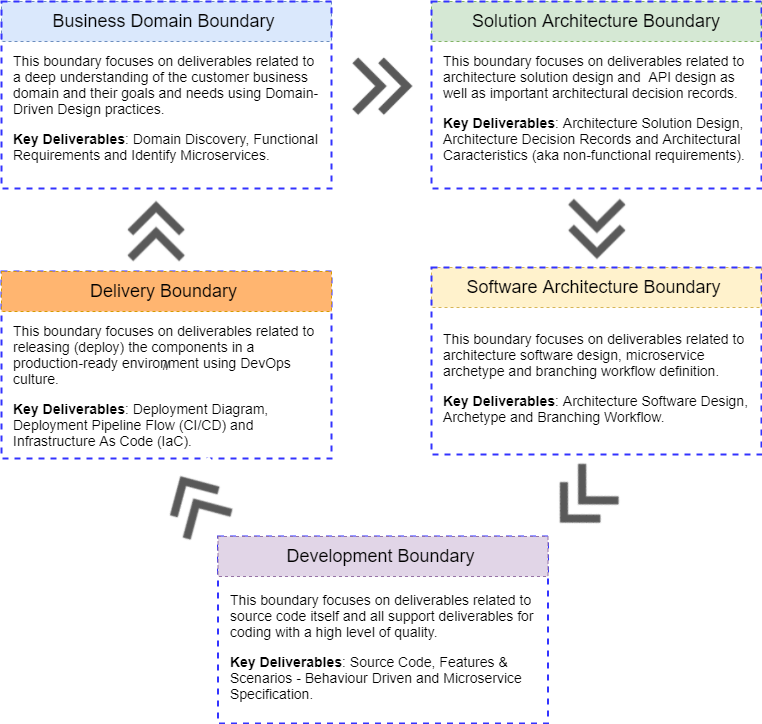 Business Domain Boundary
This boundary focuses on deliverables related to
a deep understanding of the customer business
domain and their goals and needs using Domain-
Driven Design practices.
Key Deliverables: Domain Discovery, Functional
Requirements and Identify Microservices.
Solution Architecture Boundary
This boundary focuses on deliverables related to
architecture solution design and  API design as
well as important architectural decision records.
Key Deliverables: Architecture Solution Design,
Architecture Decision Records and Architectural
Caracteristics (aka non-functional requirements).
Delivery Boundary
This boundary focuses on deliverables related to
releasing (deploy) the components in a
production-ready environment using DevOps
culture.
Key Deliverables: Deployment Diagram,
Deployment Pipeline Flow (CI/CD) and
Infrastructure As Code (IaC).
Software Architecture Boundary
This boundary focuses on deliverables related to
architecture software design, microservice
archetype and branching workflow definition.
Key Deliverables: Architecture Software Design,
Archetype and Branching Workflow.
Development Boundary
This boundary focuses on deliverables related to
source code itself and all support deliverables for
coding with a high level of quality.
Key Deliverables: Source Code, Features &
Scenarios - Behaviour Driven and Microservice
Specification.